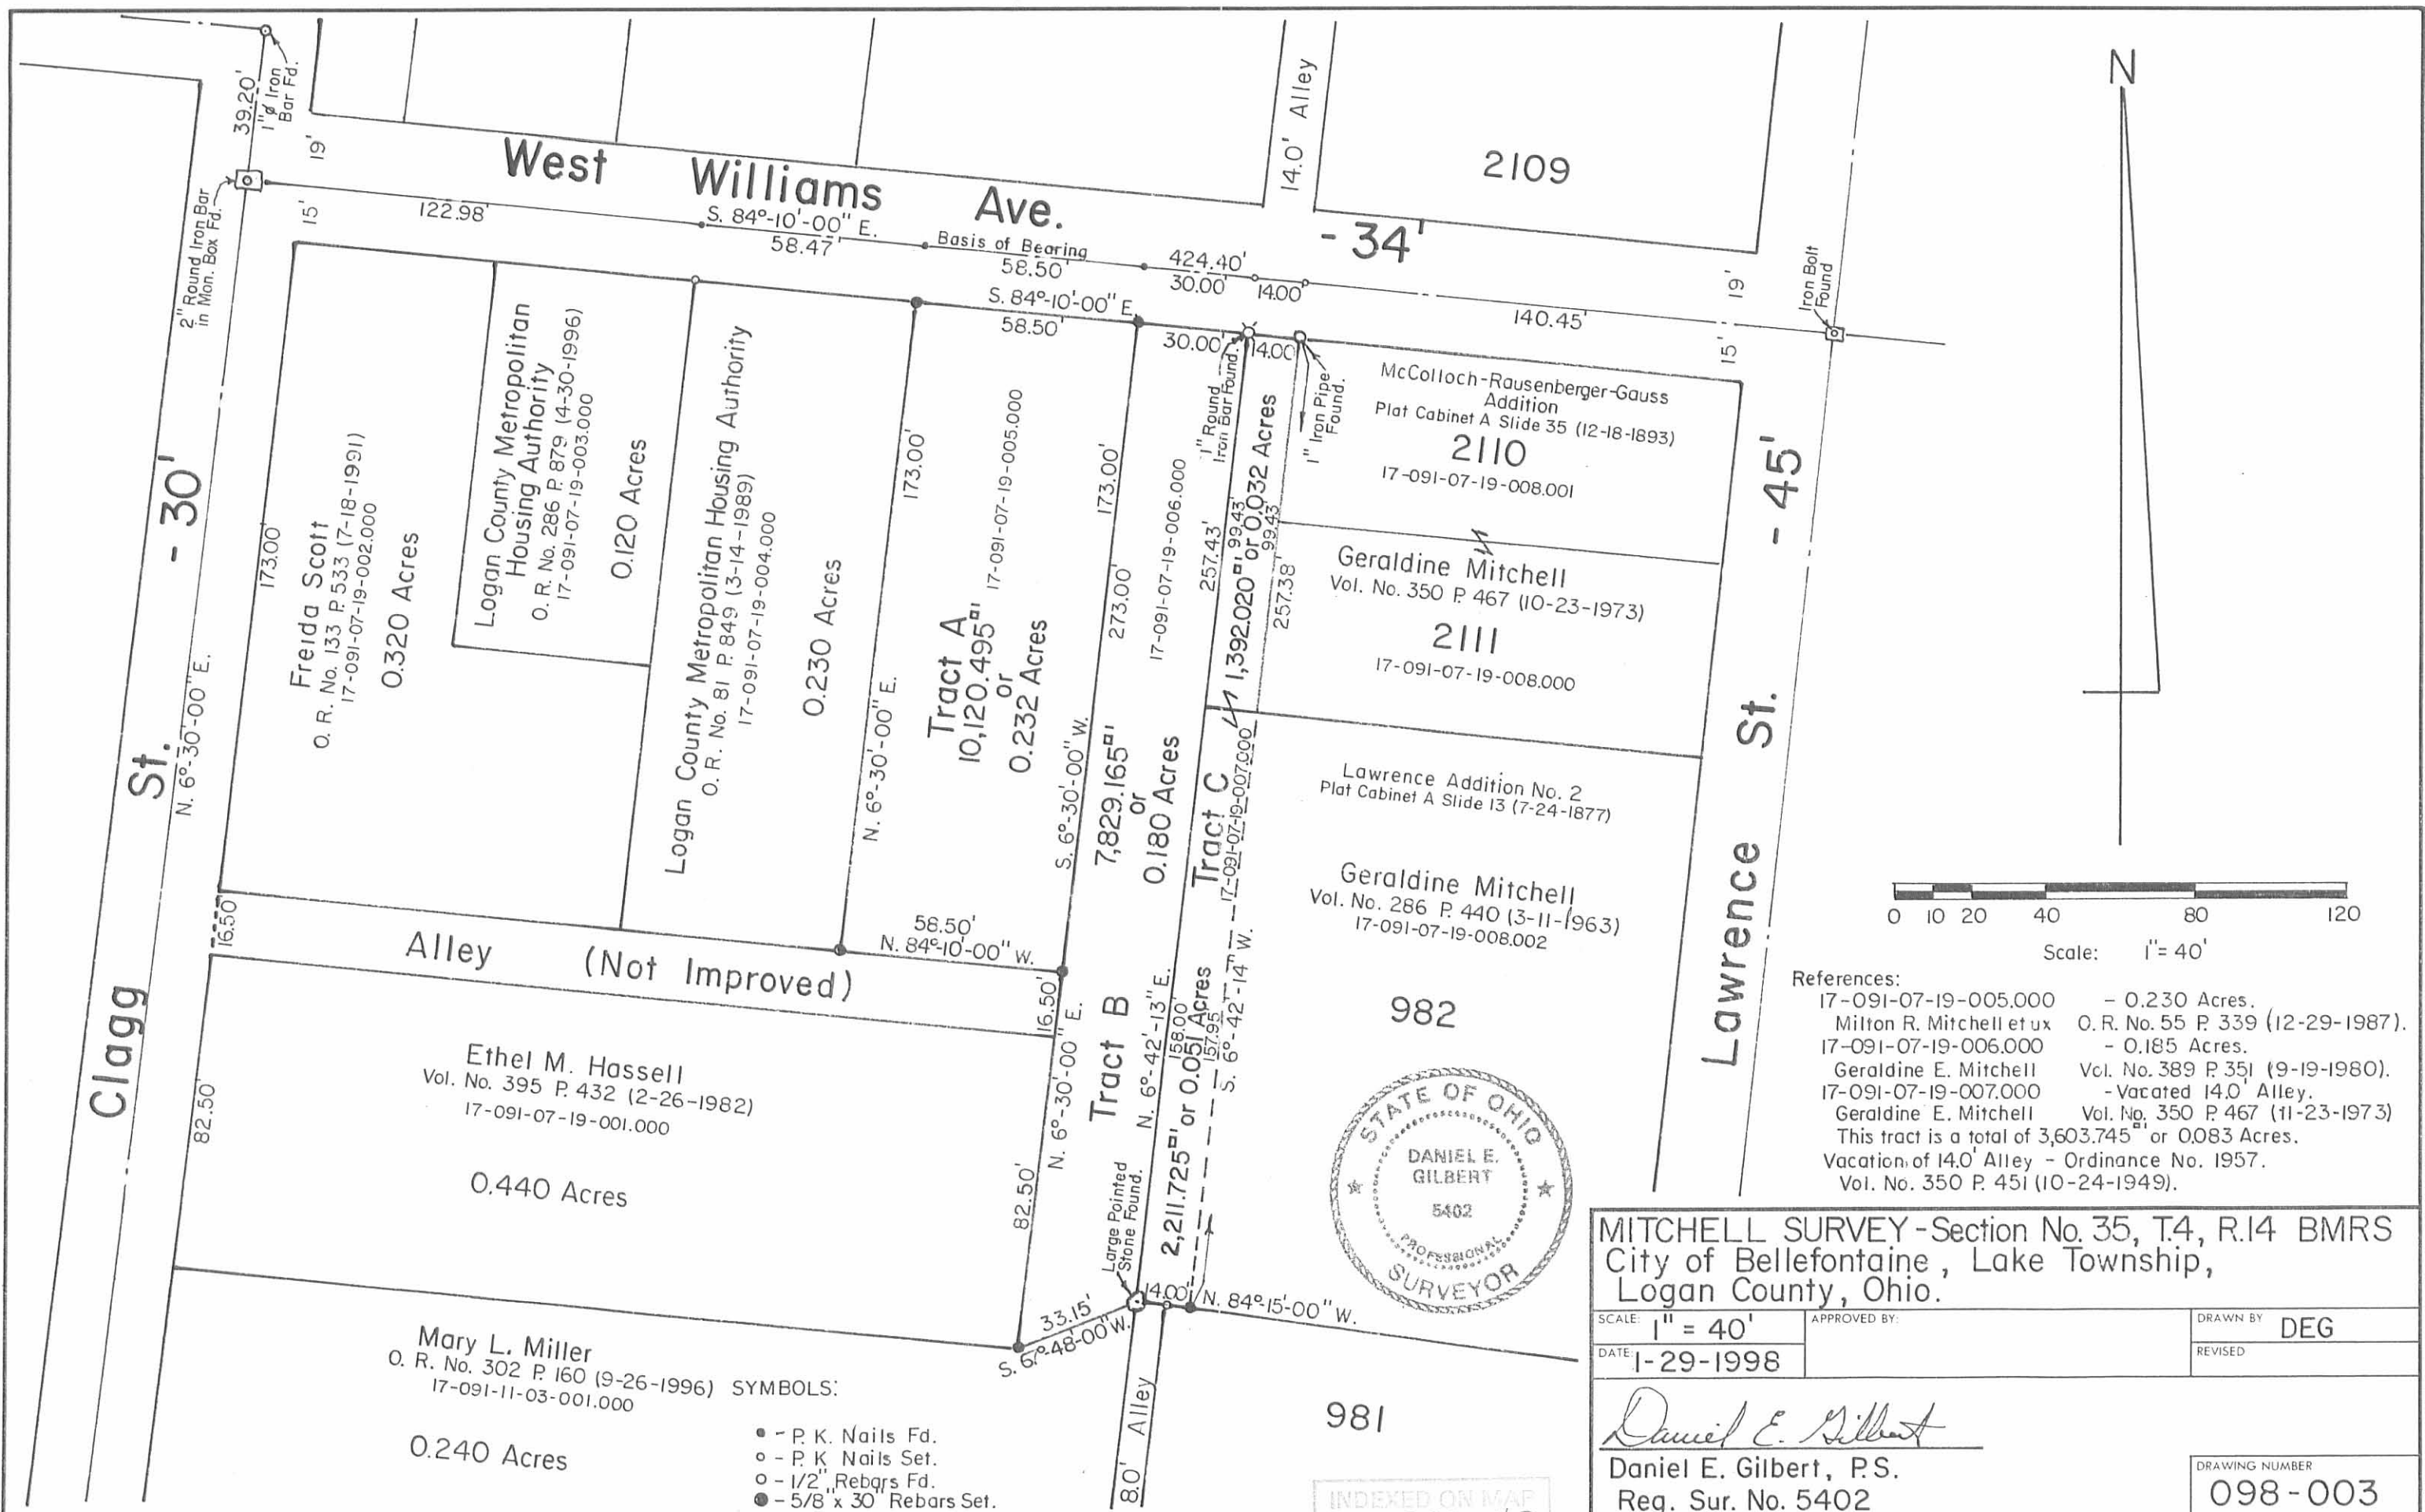 39.20'
1"ø Iron
Bar Fd.
19'
15'
2" Round Iron Bar
in Mon. Box Fd.
West Williams Ave. - 34'
14.0' Alley
2109
122.98'
S. 84°-10'-00" E.
58.47'
Basis of Bearing
58.50'
424.40'
30.00'
14.00'
140.45'
19'
15'
Iron Bolt
Found
N
S. 84°-10'-00" E.
58.50'
30.00'
14.00'
1" Round
Iron Bar Found.
1" Iron Pipe
Found.
Clagg St. - 30'
N. 6°-30'-00" E.
173.00'
Freida Scott
O. R. No. 133 P. 533 (7-18-1991)
17-091-07-19-002.000
0.320 Acres
Logan County Metropolitan
Housing Authority
O. R. No. 286 P. 879 (4-30-1996)
17-091-07-19-003.000
0.120 Acres
Logan County Metropolitan Housing Authority
O. R. No. 81 P. 849 (3-14-1989)
17-091-07-19-004.000
0.230 Acres
173.00'
N. 6°-30'-00" E.
17-091-07-19-005.000
Tract A
10,120.495
or
0.232 Acres
173.00'
273.00'
S. 6°-30'-00" W.
17-091-07-19-006.000
7,829.165
or
0.180 Acres
Tract B
257.43'
99.43'
1,392.020 or 0.032 Acres
99.43'
257.38'
Tract C
17-091-07-19-007.000
N. 6°-42'-13" E.
158.00'
2,211.725 or 0.051 Acres
157.95'
S. 6°-42'-14" W.
McColloch-Rausenberger-Gauss
Addition
Plat Cabinet A Slide 35 (12-18-1893)
2110
17-091-07-19-008.001
Geraldine Mitchell
Vol. No. 350 P. 467 (10-23-1973)
2111
17-091-07-19-008.000
Lawrence Addition No. 2
Plat Cabinet A Slide 13 (7-24-1877)
Geraldine Mitchell
Vol. No. 286 P. 440 (3-11-1963)
17-091-07-19-008.002
982
Lawrence St. - 45'
16.50'
Alley (Not Improved)
58.50'
N. 84°-10'-00" W.
16.50'
82.50'
Ethel M. Hassell
Vol. No. 395 P. 432 (2-26-1982)
17-091-07-19-001.000
0.440 Acres
N. 6°-30'-00" E.
82.50'
Large Pointed
Stone Found.
33.15'
S. 67°-48'-00" W.
14.00'
N. 84°-15'-00" W.
8.0' Alley
981
Mary L. Miller
O. R. No. 302 P. 160 (9-26-1996)
17-091-11-03-001.000
0.240 Acres
SYMBOLS:
- P. K. Nails Fd.
- P. K Nails Set.
- 1/2" Rebars Fd.
- 5/8" x 30" Rebars Set.
STATE OF OHIO
DANIEL E.
GILBERT
5402
PROFESSIONAL
SURVEYOR
0 10 20 40 80 120
Scale: 1"= 40'
References:
17-091-07-19-005.000 - 0.230 Acres.
Milton R. Mitchell et ux O. R. No. 55 P. 339 (12-29-1987).
17-091-07-19-006.000 - 0.185 Acres.
Geraldine E. Mitchell Vol. No. 389 P. 351 (9-19-1980).
17-091-07-19-007.000 - Vacated 14.0' Alley.
Geraldine E. Mitchell Vol. No. 350 P. 467 (11-23-1973)
This tract is a total of 3,603.745 or 0.083 Acres.
Vacation of 14.0' Alley - Ordinance No. 1957.
Vol. No. 350 P. 451 (10-24-1949).
MITCHELL SURVEY - Section No. 35, T.4, R.14 BMRS
City of Bellefontaine, Lake Township,
Logan County, Ohio.
SCALE: 1" = 40'
APPROVED BY:
DRAWN BY DEG
DATE: 1-29-1998
REVISED
Daniel E. Gilbert
Daniel E. Gilbert, P.S.
Reg. Sur. No. 5402
DRAWING NUMBER
098-003
INDEXED ON MAP